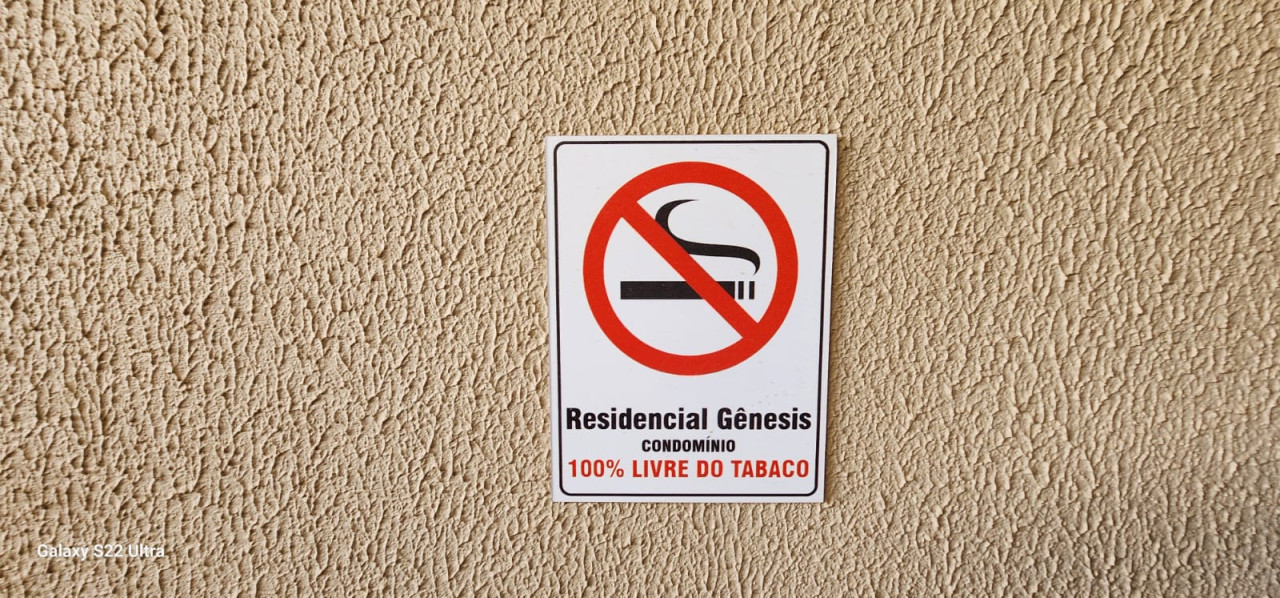 Residencial Gênesis
CONDOMÍNIO
100% LIVRE DO TABACO
Galaxy S22 Ultra